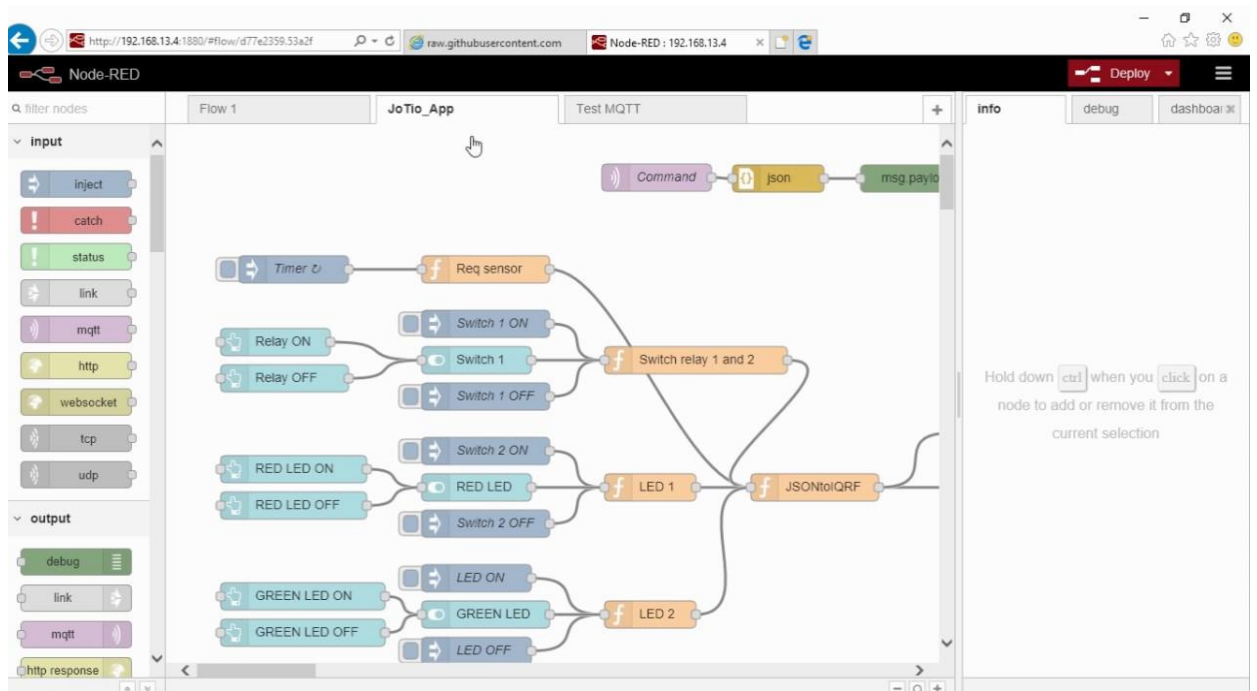 http://192.168.13.4:1880/#flow/d77e2359.53a2f
raw.githubusercontent.com
Node-RED : 192.168.13.4
Node-RED
Deploy
filter nodes
Flow 1
JoTio_App
Test MQTT
info
debug
dashboar
input
inject
catch
status
link
mqtt
http
websocket
tcp
udp
output
debug
link
mqtt
http response
Command
json
msg.paylo
Timer ↻
Req sensor
Switch 1 ON
Relay ON
Switch 1
Switch relay 1 and 2
Relay OFF
Switch 1 OFF
Switch 2 ON
RED LED ON
RED LED
LED 1
JSONtoIQRF
RED LED OFF
Switch 2 OFF
LED ON
GREEN LED ON
GREEN LED
LED 2
GREEN LED OFF
LED OFF
Hold down ctrl when you click on a
node to add or remove it from the
current selection